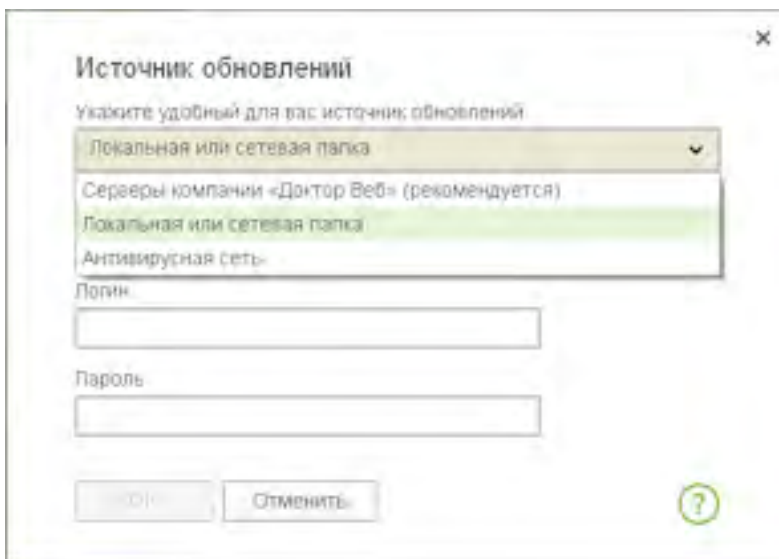 Источник обновлений
Укажите удобный для вас источник обновлений
Локальная или сетевая папка
Серверы компании «Доктор Веб» (рекомендуется)
Локальная или сетевая папка
Антивирусная сеть
Логин
Пароль
Отменить
?